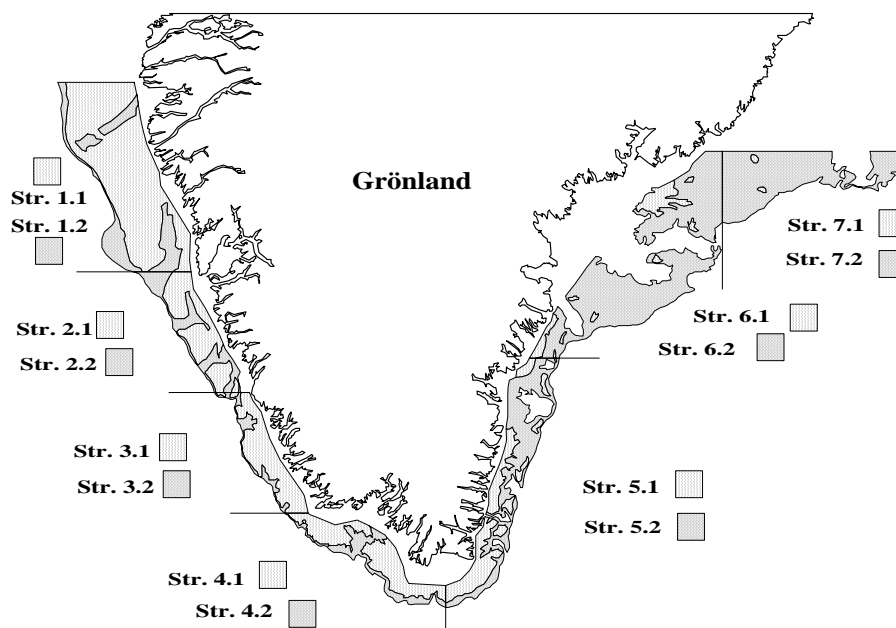 Grönland
Str. 1.1
Str. 1.2
Str. 2.1
Str. 2.2
Str. 3.1
Str. 3.2
Str. 4.1
Str. 4.2
Str. 5.1
Str. 5.2
Str. 6.1
Str. 6.2
Str. 7.1
Str. 7.2